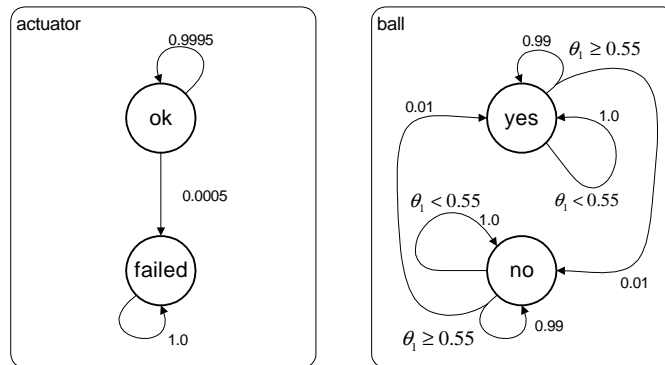 actuator
0.9995
ok
0.0005
failed
1.0
ball
0.99
θ₁ ≥ 0.55
0.01
yes
1.0
θ₁ < 0.55
θ₁ < 0.55
1.0
no
0.01
θ₁ ≥ 0.55
0.99